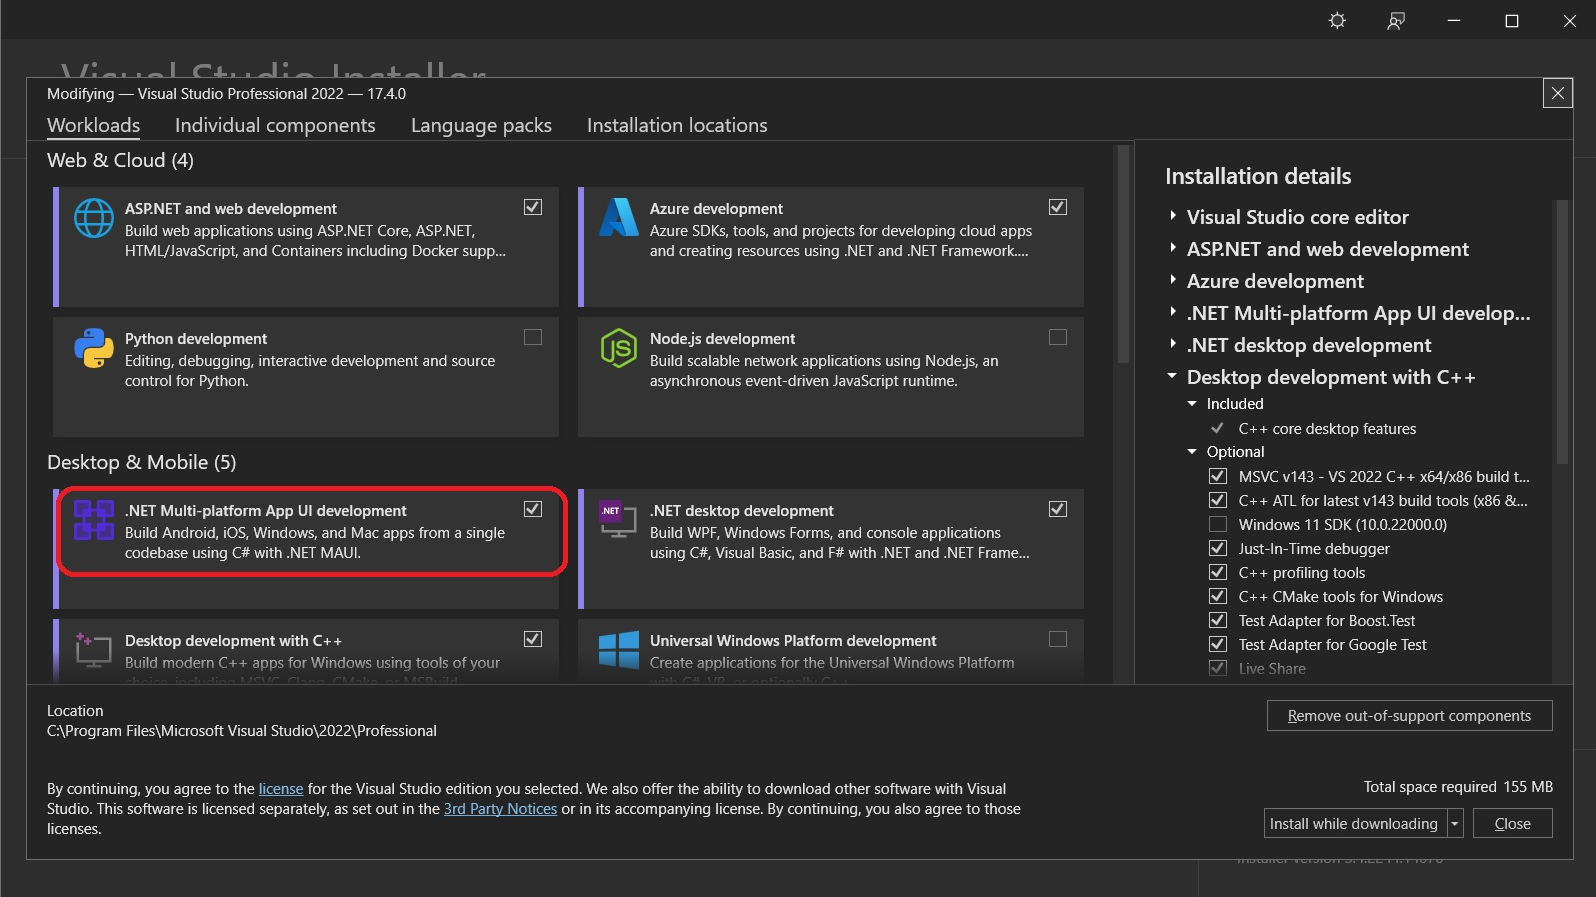 Visual Studio Installer
Modifying — Visual Studio Professional 2022 — 17.4.0
Workloads
Individual components
Language packs
Installation locations
Web & Cloud (4)
ASP.NET and web development
Build web applications using ASP.NET Core, ASP.NET,
HTML/JavaScript, and Containers including Docker supp...
Azure development
Azure SDKs, tools, and projects for developing cloud apps
and creating resources using .NET and .NET Framework....
Python development
Editing, debugging, interactive development and source
control for Python.
JS
Node.js development
Build scalable network applications using Node.js, an
asynchronous event-driven JavaScript runtime.
Desktop & Mobile (5)
.NET Multi-platform App UI development
Build Android, iOS, Windows, and Mac apps from a single
codebase using C# with .NET MAUI.
.NET
.NET desktop development
Build WPF, Windows Forms, and console applications
using C#, Visual Basic, and F# with .NET and .NET Frame...
Desktop development with C++
Build modern C++ apps for Windows using tools of your
choice, including MSVC, Clang, CMake, or MSBuild.
Universal Windows Platform development
Create applications for the Universal Windows Platform
with C#, VB, or optionally C++.
Installation details
Visual Studio core editor
ASP.NET and web development
Azure development
.NET Multi-platform App UI develop...
.NET desktop development
Desktop development with C++
Included
C++ core desktop features
Optional
MSVC v143 - VS 2022 C++ x64/x86 build t...
C++ ATL for latest v143 build tools (x86 &...
Windows 11 SDK (10.0.22000.0)
Just-In-Time debugger
C++ profiling tools
C++ CMake tools for Windows
Test Adapter for Boost.Test
Test Adapter for Google Test
Live Share
Location
C:\Program Files\Microsoft Visual Studio\2022\Professional
Remove out-of-support components
By continuing, you agree to the license for the Visual Studio edition you selected. We also offer the ability to download other software with Visual
Studio. This software is licensed separately, as set out in the 3rd Party Notices or in its accompanying license. By continuing, you also agree to those
licenses.
Total space required 155 MB
Install while downloading
Close